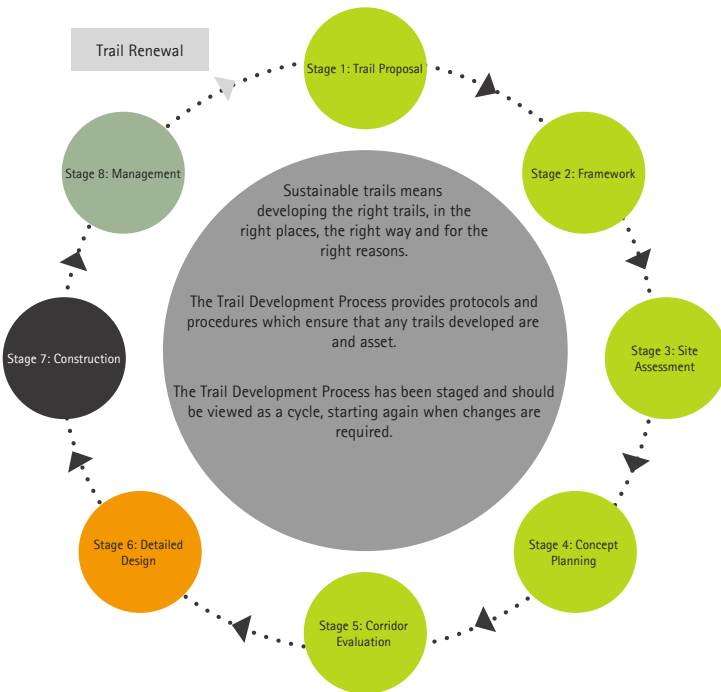 Trail Renewal
Stage 1: Trail Proposal
Stage 2: Framework
Stage 3: Site
Assessment
Stage 4: Concept
Planning
Stage 5: Corridor
Evaluation
Stage 6: Detailed
Design
Stage 7: Construction
Stage 8: Management
Sustainable trails means
developing the right trails, in the
right places, the right way and for the
right reasons.
The Trail Development Process provides protocols and
procedures which ensure that any trails developed are
and asset.
The Trail Development Process has been staged and should
be viewed as a cycle, starting again when changes are
required.